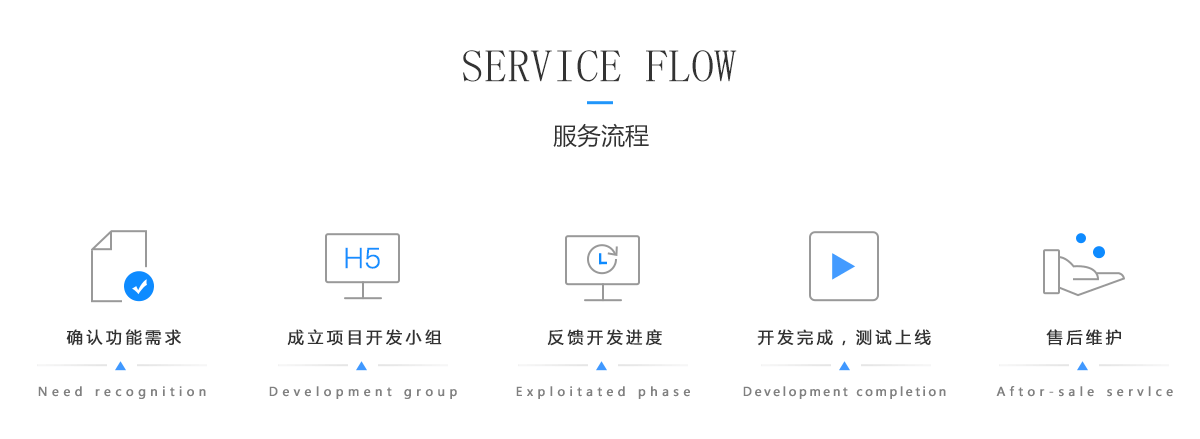 SERVICE FLOW
服务流程
H5
确认功能需求
成立项目开发小组
反馈开发进度
开发完成，测试上线
售后维护
Need recognition
Development group
Exploitated phase
Development completion
Aftor-sale servlce